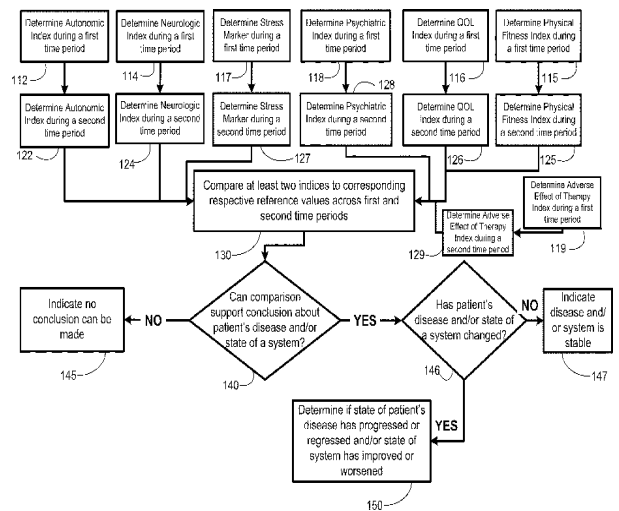 Determine Autonomic
Index during a first
time period
112
Determine Neurologic
Index during a first
time period
114
Determine Stress
Marker during a
first time period
117
Determine Psychiatric
Index during a first
time period
118
Determine QOL
Index during a
first time period
116
Determine Physical
Fitness Index during
a first time period
115
Determine Autonomic
Index during a second
time period
122
Determine Neurologic
Index during a second
time period
124
Determine Stress
Marker during a
second time period
127
128
Determine Psychiatric
Index during a second
time period
Determine QOL
Index during
a second time period
126
Determine Physical
Fitness Index during
a second time period
125
Compare at least two indices to corresponding
respective reference values across first and
second time periods
130
Determine Adverse
Effect of Therapy
Index during a
second time period
129
Determine Adverse
Effect of Therapy
Index during a first
time period
119
Can comparison
support conclusion about
patient's disease and/or
state of a system?
140
NO
Indicate no
conclusion can be
made
145
YES
Has patient's
disease and/or state of
a system changed?
146
NO
Indicate
disease and/
or system is
stable
147
YES
Determine if state of patient's
disease has progressed or
regressed and/or state of
system has improved or
worsened
150